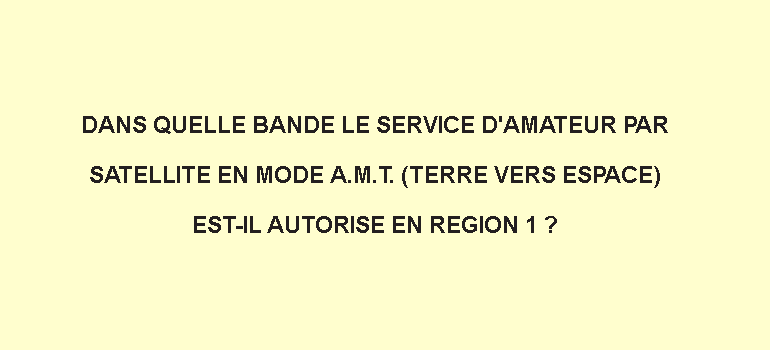 DANS QUELLE BANDE LE SERVICE D'AMATEUR PAR
SATELLITE EN MODE A.M.T. (TERRE VERS ESPACE)
EST-IL AUTORISE EN REGION 1 ?